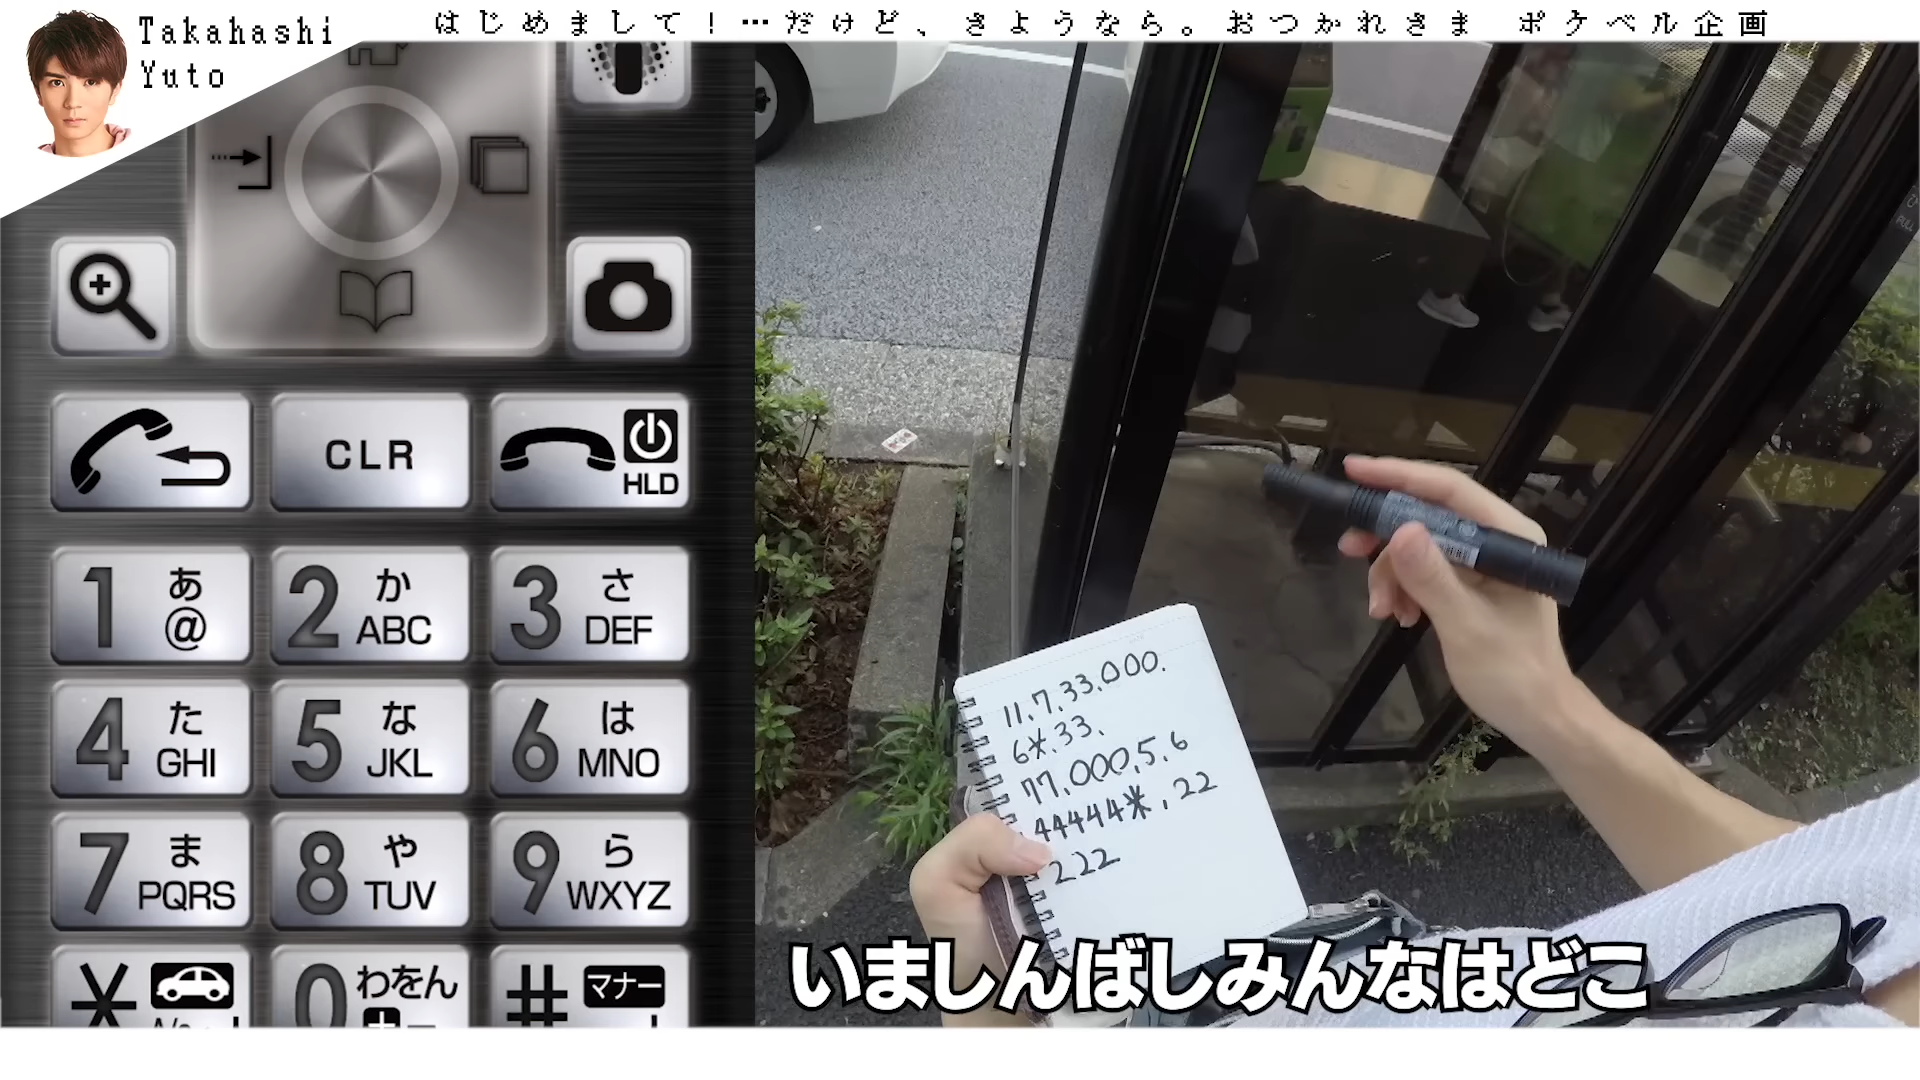 Takahashi
Yuto
はじめまして！…だけど、さようなら。おつかれさま ポケベル企画
CLR
HLD
1 あ @
2 か ABC
3 さ DEF
4 た GHI
5 な JKL
6 は MNO
7 ま PQRS
8 や TUV
9 ら WXYZ
*
0 わをん
# マナー
PULL
11.7.33.000.
6*.33.
77.000.5.6
44444*.22
222
いましんばしみんなはどこ